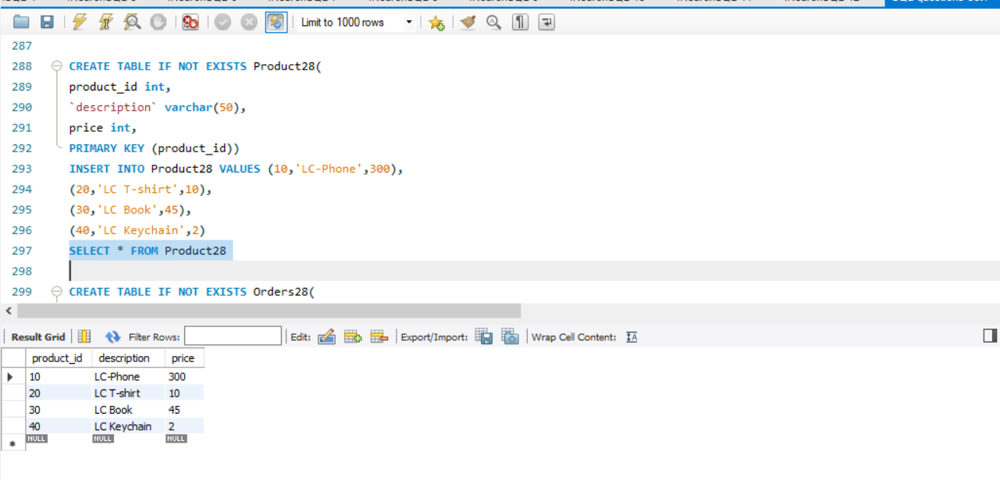 Limit to 1000 rows
287
288 CREATE TABLE IF NOT EXISTS Product28(
289 product_id int,
290 `description` varchar(50),
291 price int,
292 PRIMARY KEY (product_id))
293 INSERT INTO Product28 VALUES (10,'LC-Phone',300),
294 (20,'LC T-shirt',10),
295 (30,'LC Book',45),
296 (40,'LC Keychain',2)
297 SELECT * FROM Product28
298
299 CREATE TABLE IF NOT EXISTS Orders28(
Result Grid Filter Rows: Edit: Export/Import: Wrap Cell Content:
product_id description price
10 LC-Phone 300
20 LC T-shirt 10
30 LC Book 45
40 LC Keychain 2
NULL NULL NULL